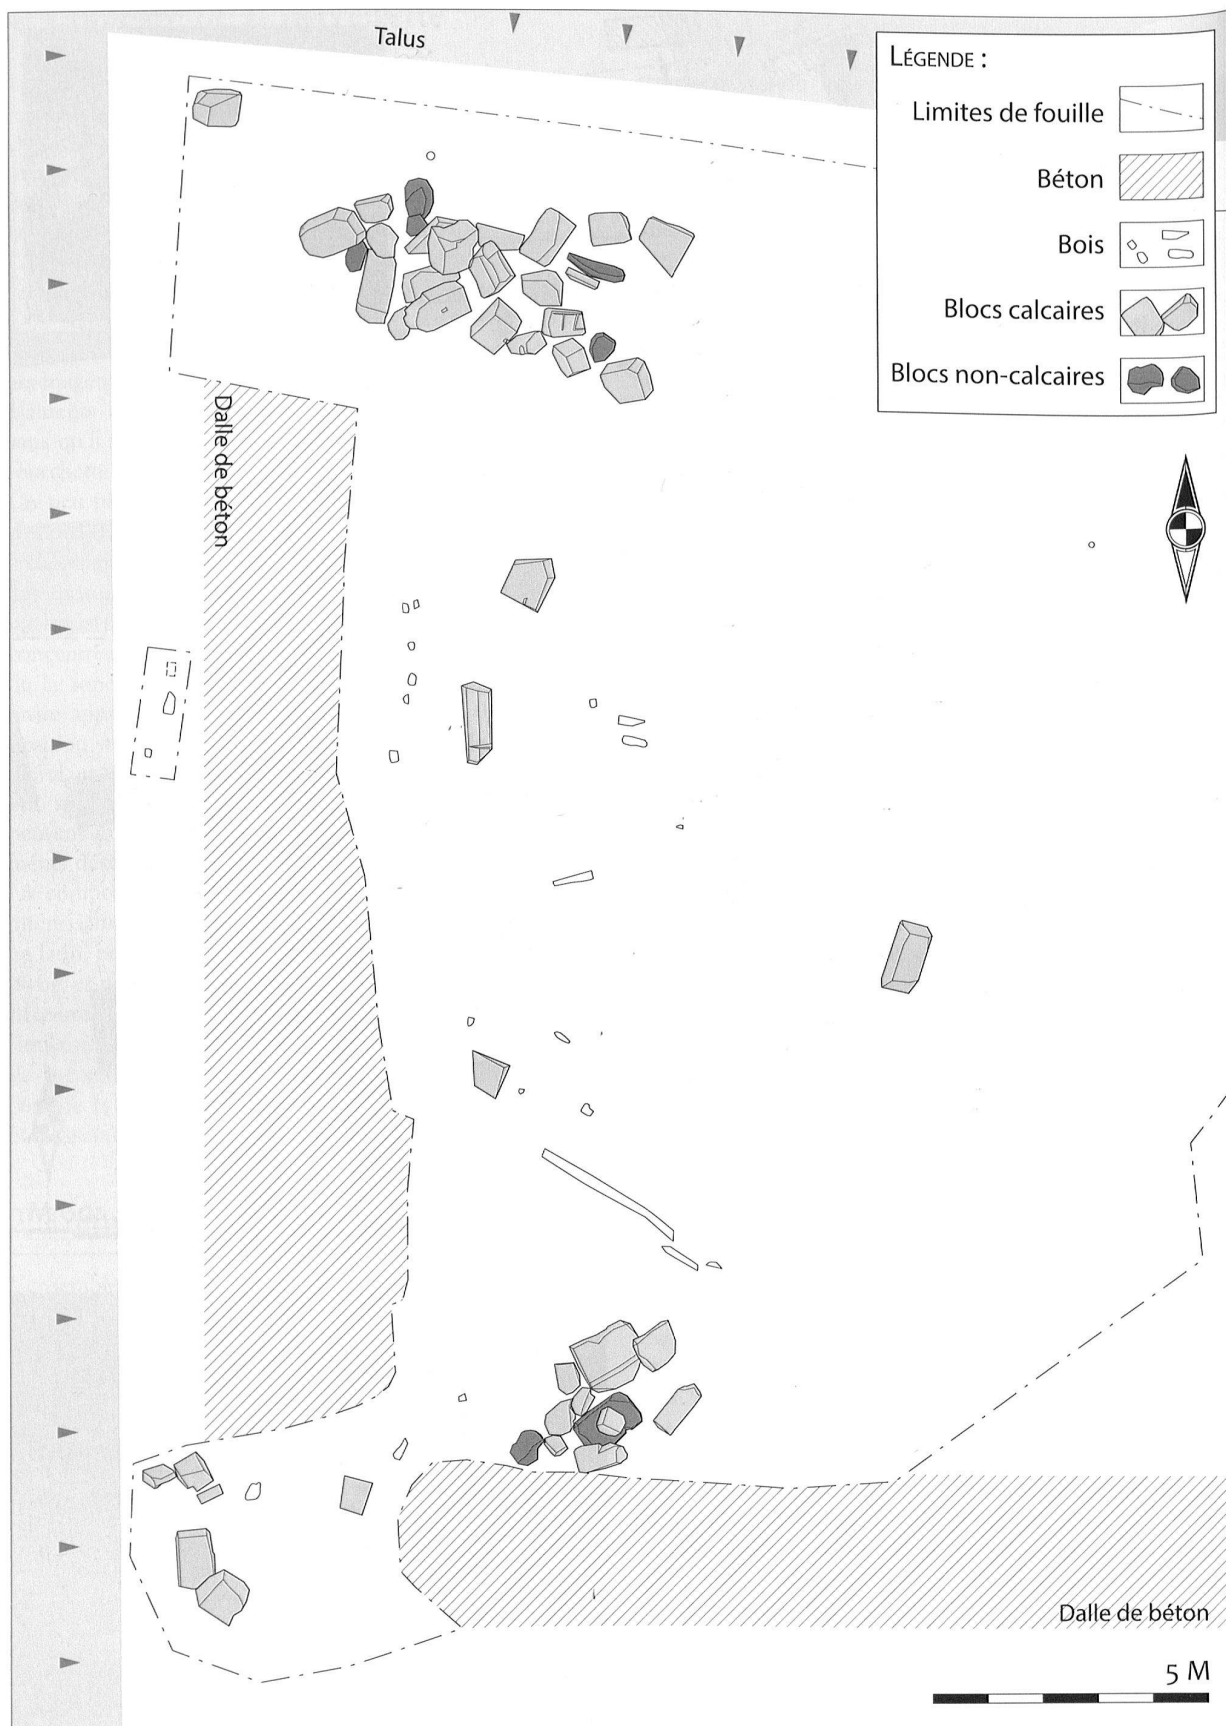 Talus
LÉGENDE :
Limites de fouille
Béton
Bois
Blocs calcaires
Blocs non-calcaires
Dalle de béton
Dalle de béton
5 M